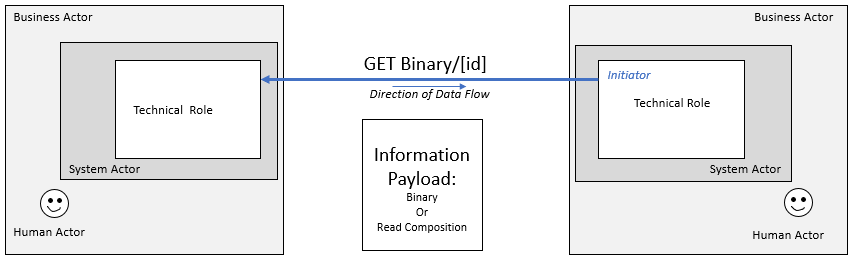 Business Actor
Business Actor
GET Binary/[id]
Initiator
Direction of Data Flow
Technical Role
Technical Role
Information
Payload:
Binary
Or
Read Composition
System Actor
System Actor
Human Actor
Human Actor